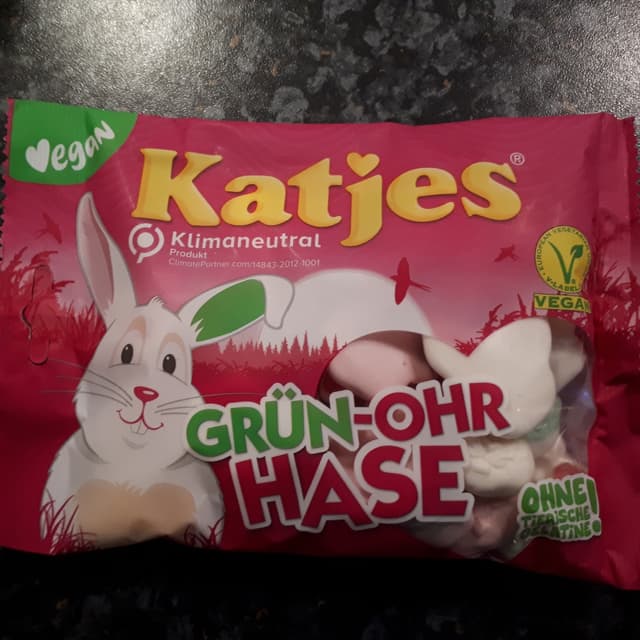 Vegan
Katjes®
Klimaneutral
Produkt
ClimatePartner.com/14843-2012-1001
EUROPEAN VEGETARIAN
V-LABEL
VEGAN
GRÜN-OHR
HASE
OHNE
TIERISCHE
GELATINE!